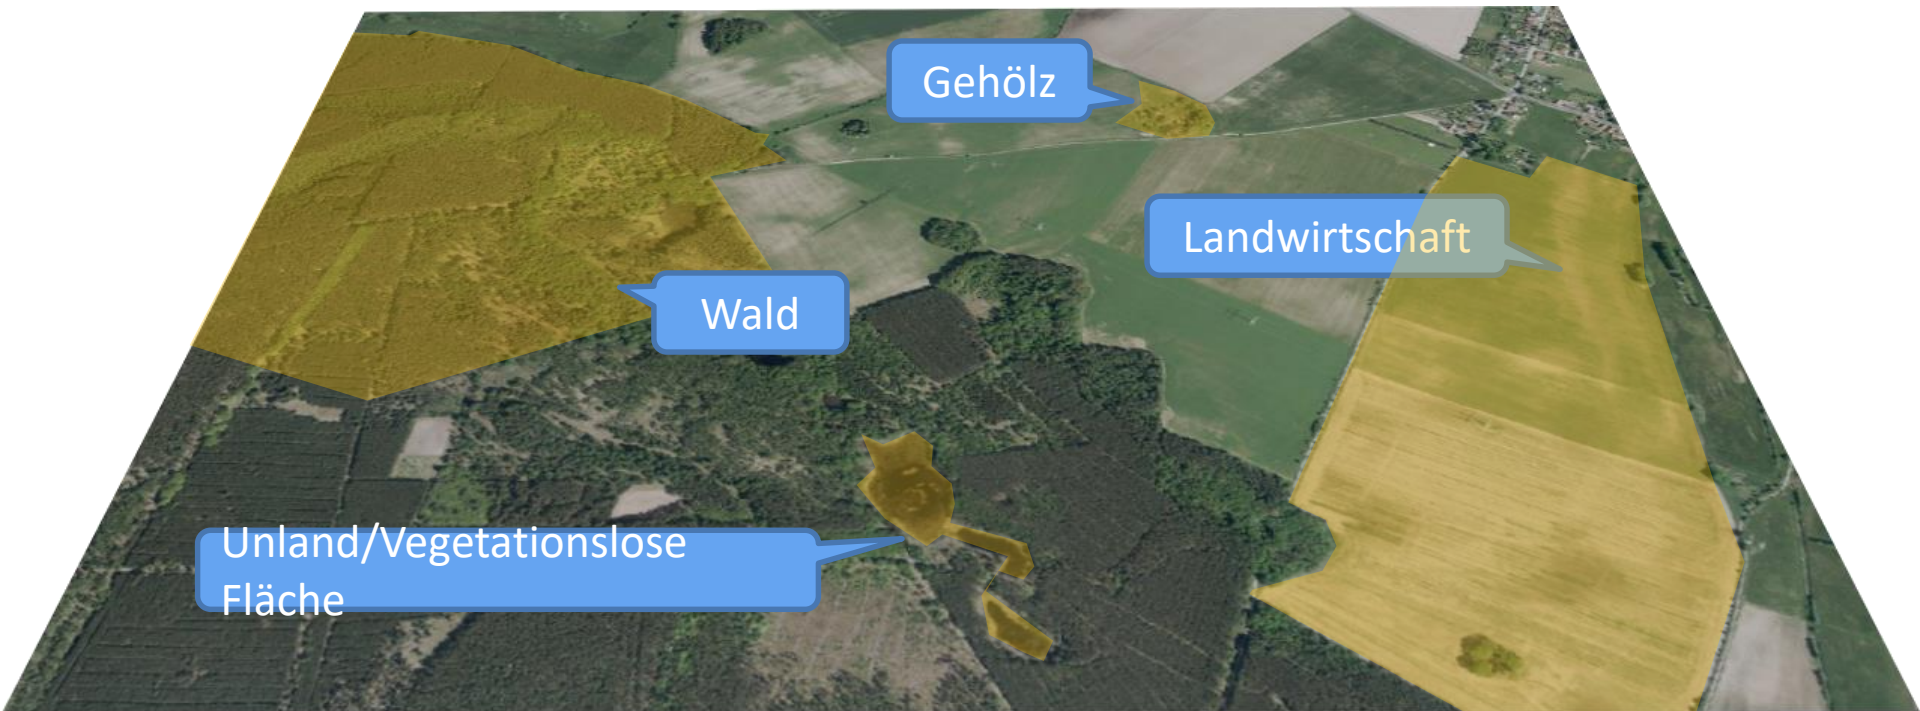 Gehölz
Landwirtschaft
Wald
Unland/Vegetationslose
Fläche